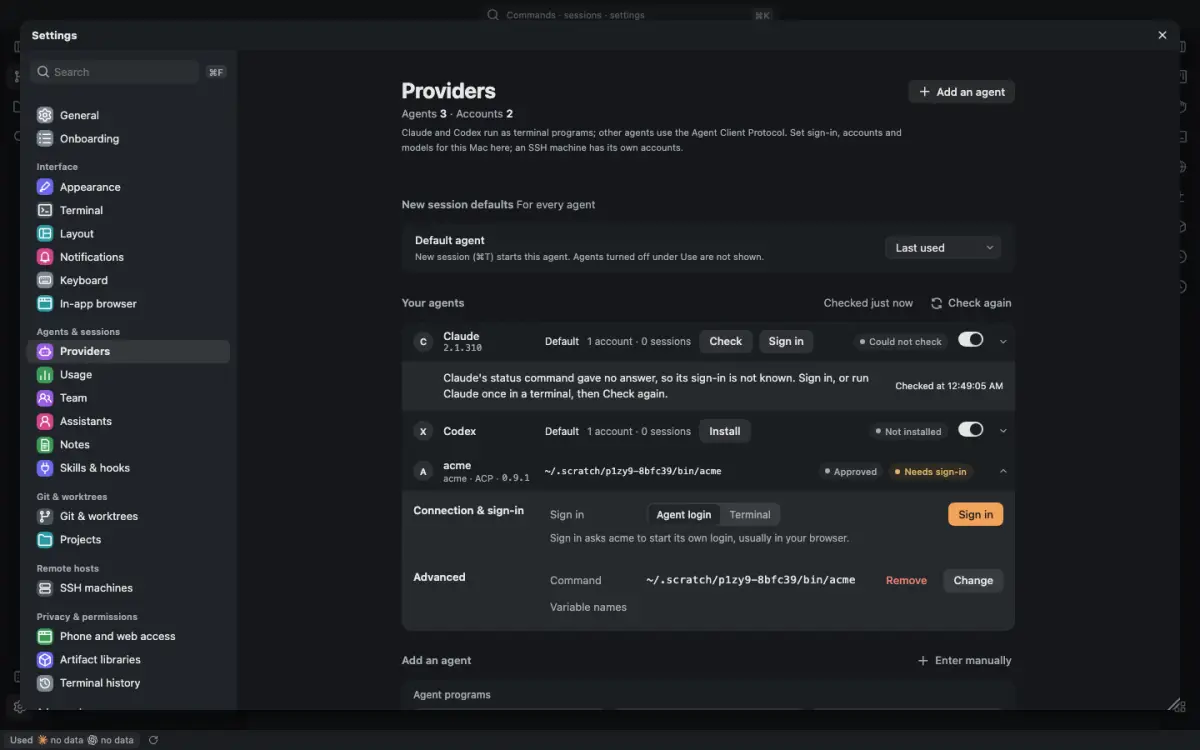 Commands · sessions · settings ⌘K
Settings
Search ⌘F
General
Onboarding
Interface
Appearance
Terminal
Layout
Notifications
Keyboard
In-app browser
Agents & sessions
Providers
Usage
Team
Assistants
Notes
Skills & hooks
Git & worktrees
Git & worktrees
Projects
Remote hosts
SSH machines
Privacy & permissions
Phone and web access
Artifact libraries
Terminal history
Providers
Add an agent
Agents 3 · Accounts 2
Claude and Codex run as terminal programs; other agents use the Agent Client Protocol. Set sign-in, accounts and
models for this Mac here; an SSH machine has its own accounts.
New session defaults For every agent
Default agent
New session (⌘T) starts this agent. Agents turned off under Use are not shown.
Last used
Your agents Checked just now Check again
C Claude Default 1 account · 0 sessions Check Sign in Could not check
2.1.310
Claude's status command gave no answer, so its sign-in is not known. Sign in, or run
Claude once in a terminal, then Check again.
Checked at 12:49:05 AM
X Codex Default 1 account · 0 sessions Install Not installed
A acme ~/.scratch/p1zy9-8bfc39/bin/acme Approved Needs sign-in
acme · ACP · 0.9.1
Connection & sign-in Sign in Agent login Terminal Sign in
Sign in asks acme to start its own login, usually in your browser.
Advanced Command ~/.scratch/p1zy9-8bfc39/bin/acme Remove Change
Variable names
Add an agent Enter manually
Agent programs
Used no data no data